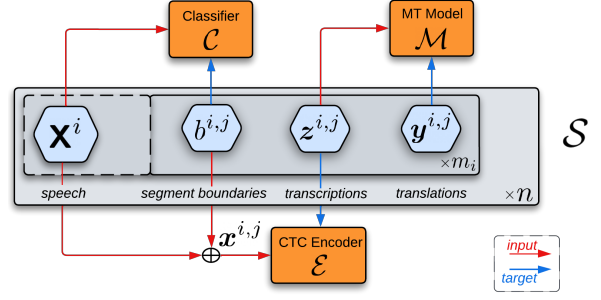 Classifier
C
MT Model
M
X^i
b^{i,j}
z^{i,j}
y^{i,j}
×m_i
S
speech
segment boundaries
transcriptions
translations
×n
x^{i,j}
CTC Encoder
E
input
target